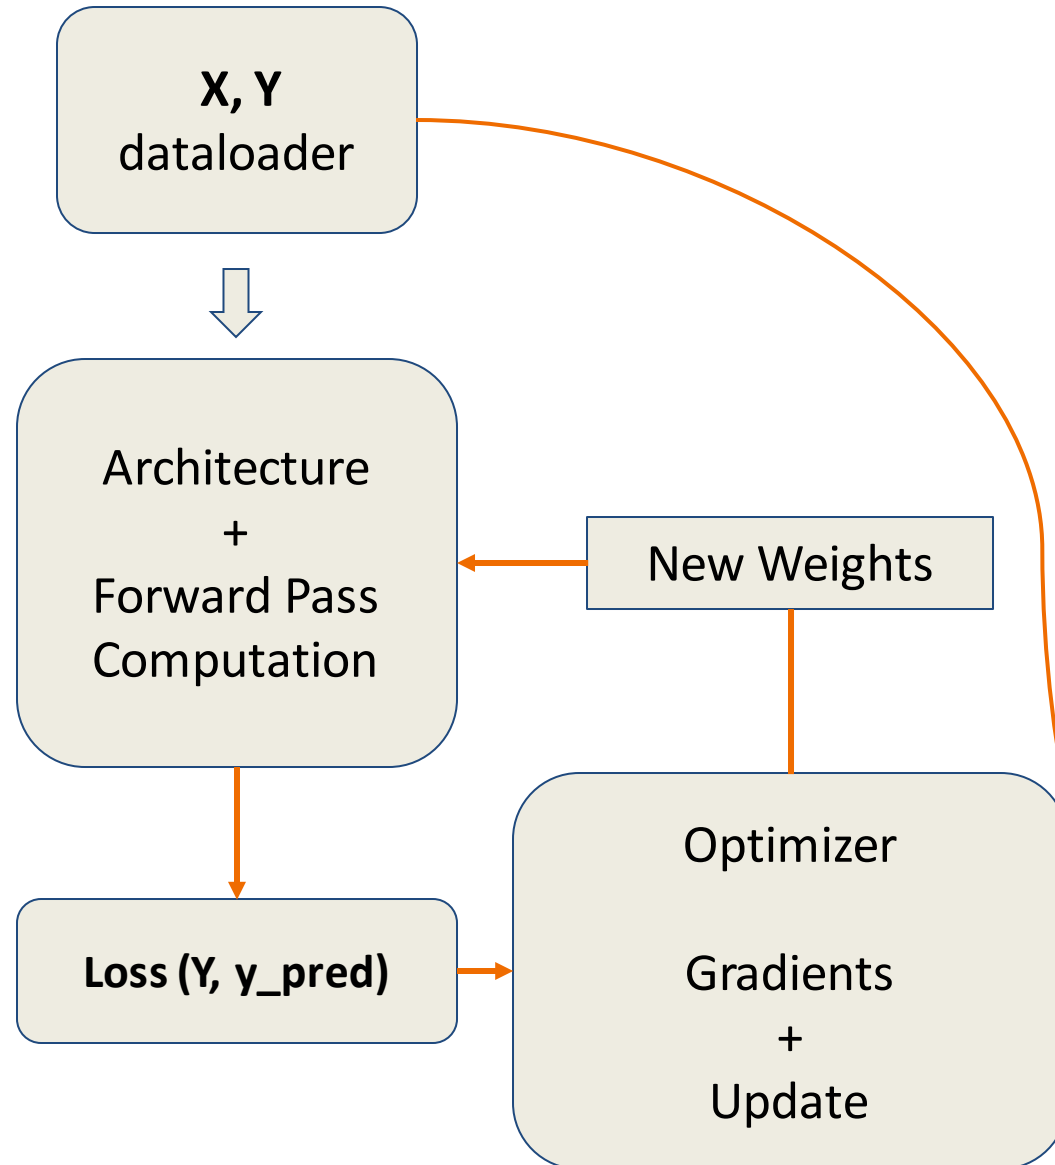 X, Y
dataloader
Architecture
+
Forward Pass
Computation
New Weights
Loss (Y, y_pred)
Optimizer
Gradients
+
Update